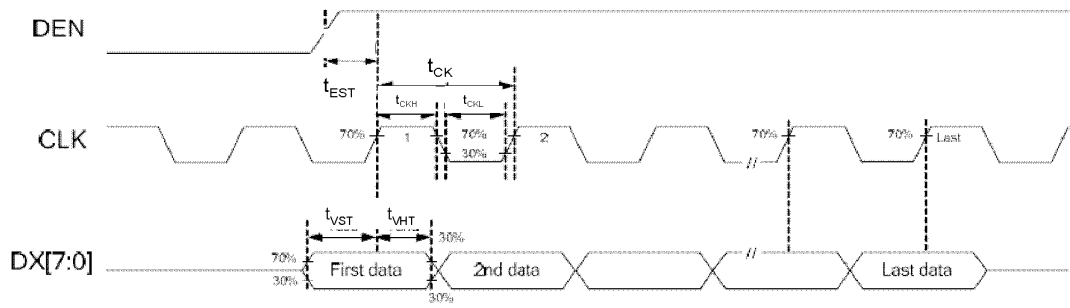 DEN
tEST
tCK
tCKH
tCKL
CLK
70%
1
70%
30%
2
//
70%
70%
Last
tVST
tVHT
30%
DX[7:0]
70%
30%
First data
30%
2nd data
//
Last data